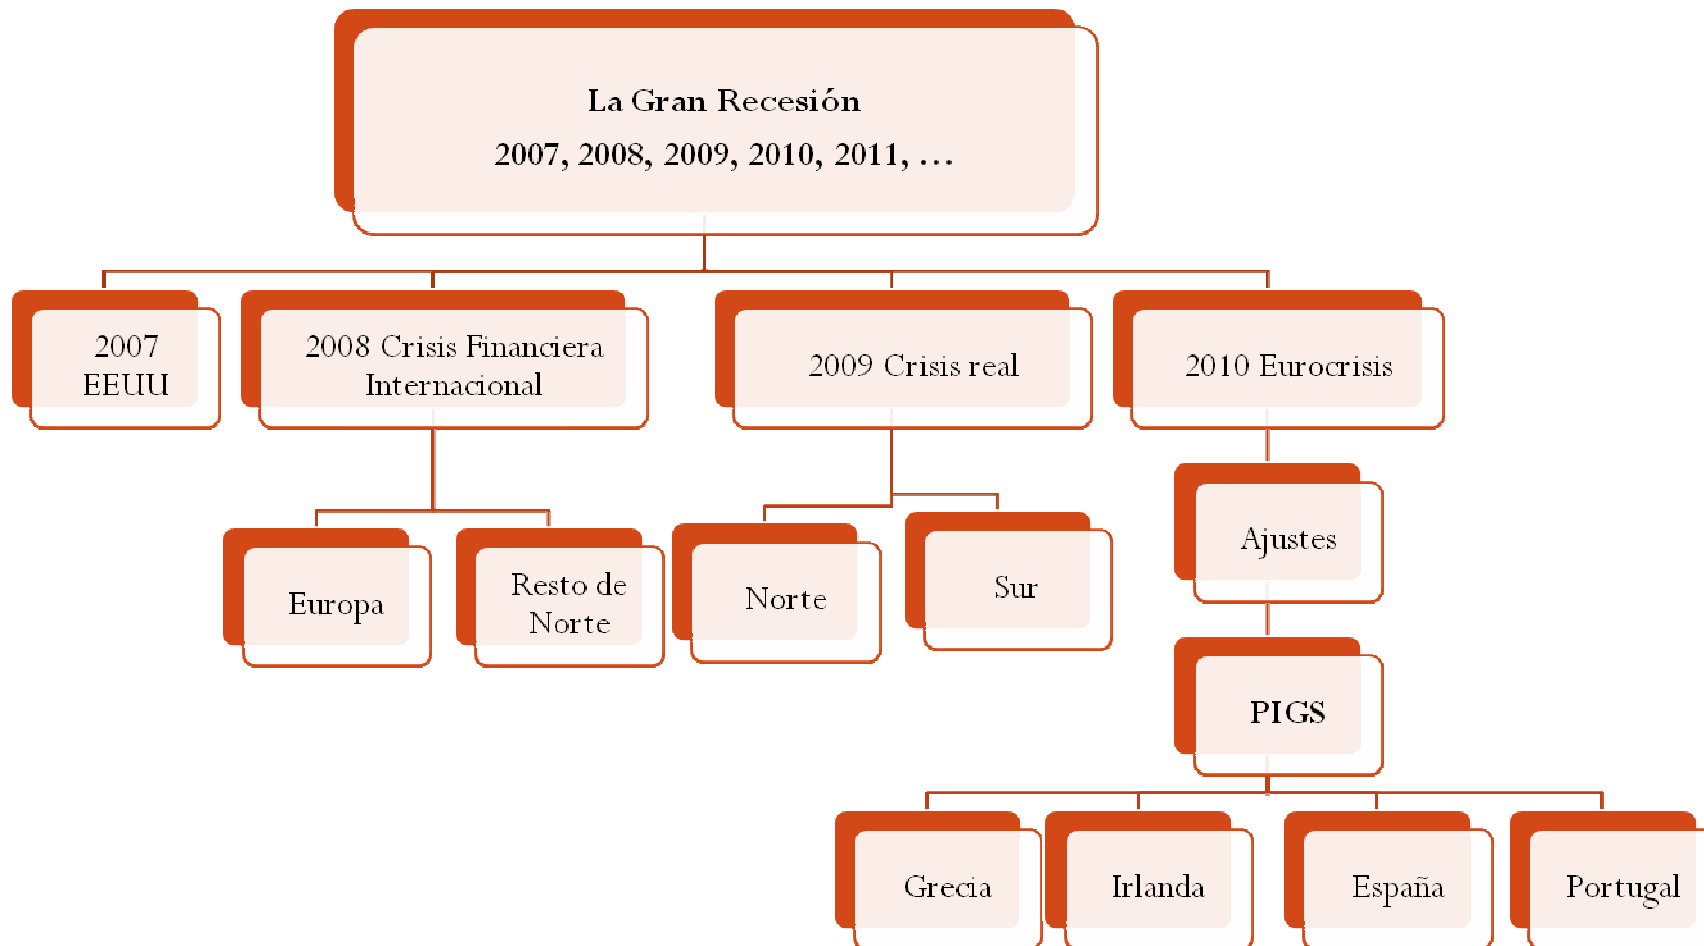 La Gran Recesión
2007, 2008, 2009, 2010, 2011, …
2007
EEUU
2008 Crisis Financiera
Internacional
2009 Crisis real
2010 Eurocrisis
Europa
Resto de
Norte
Norte
Sur
Ajustes
PIGS
Grecia
Irlanda
España
Portugal